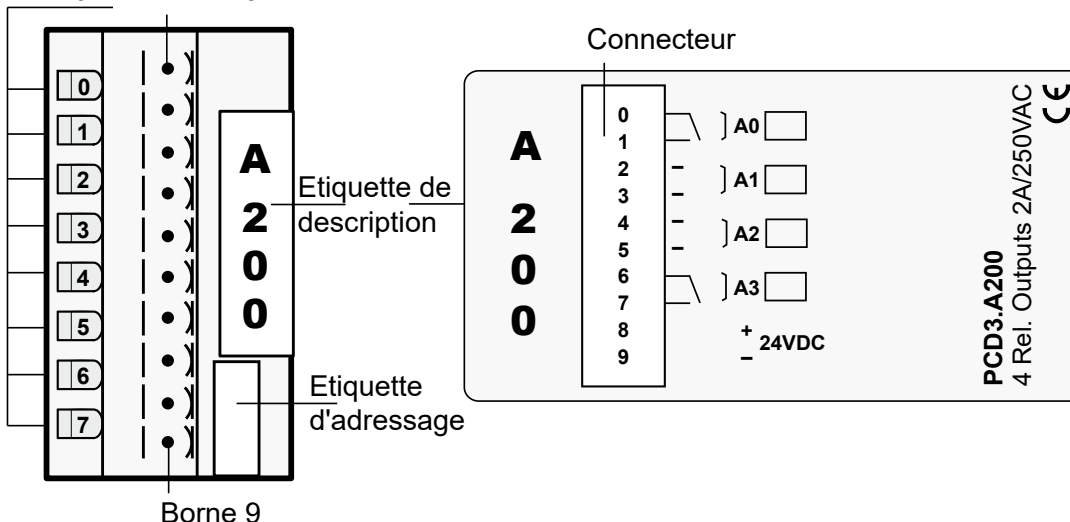 0
1
2
3
4
5
6
7
A
2
0
0
Etiquette de
description
Etiquette
d'adressage
Borne 9
Connecteur
A
2
0
0
0
1
2
3
4
5
6
7
8
9
A0
A1
A2
A3
+
24VDC
–
PCD3.A200
4 Rel. Outputs 2A/250VAC
CE